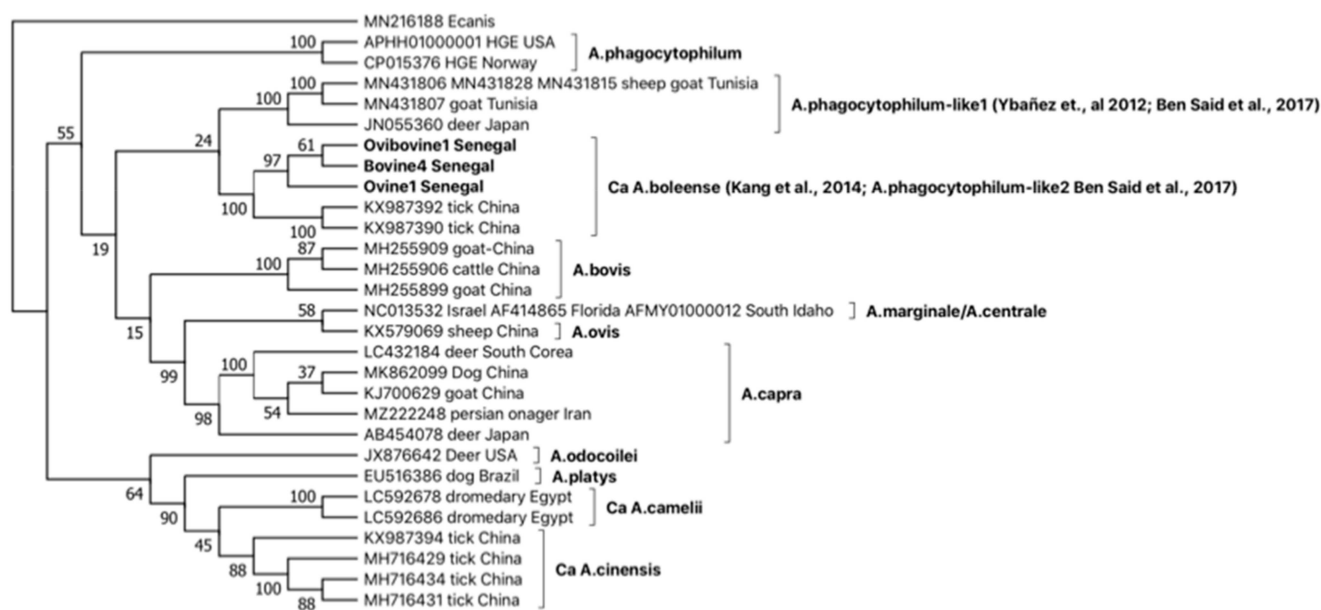 MN216188 Ecanis
100 APHH01000001 HGE USA
A.phagocytophilum
CP015376 HGE Norway
100 MN431806 MN431828 MN431815 sheep goat Tunisia
100 MN431807 goat Tunisia
A.phagocytophilum-like1 (Ybañez et., al 2012; Ben Said et al., 2017)
JN055360 deer Japan
55
24
61 Ovibovine1 Senegal
97 Bovine4 Senegal
Ovine1 Senegal
Ca A.boleense (Kang et al., 2014; A.phagocytophilum-like2 Ben Said et al., 2017)
100 KX987392 tick China
100 KX987390 tick China
19
87 MH255909 goat-China
100 MH255906 cattle China
A.bovis
MH255899 goat China
58 NC013532 Israel AF414865 Florida AFMY01000012 South Idaho
A.marginale/A.centrale
15
KX579069 sheep China
A.ovis
LC432184 deer South Corea
100
99
37 MK862099 Dog China
KJ700629 goat China
A.capra
54 MZ222248 persian onager Iran
98
AB454078 deer Japan
JX876642 Deer USA
A.odocoilei
64
EU516386 dog Brazil
A.platys
90
100 LC592678 dromedary Egypt
Ca A.camelii
LC592686 dromedary Egypt
45
KX987394 tick China
88
MH716429 tick China
Ca A.cinensis
100 MH716434 tick China
88 MH716431 tick China